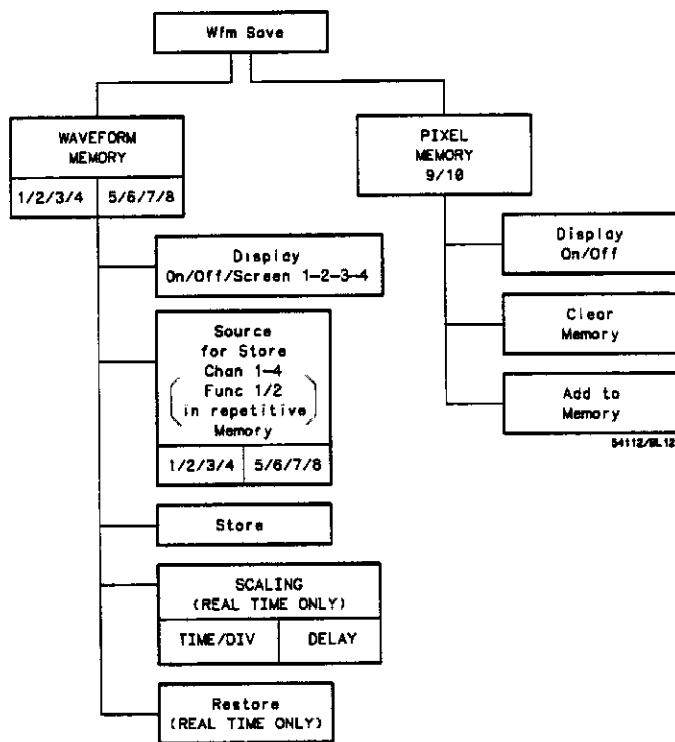 Wfm Save
WAVEFORM
MEMORY
1/2/3/4 5/6/7/8
Display
On/Off/Screen 1-2-3-4
Source
for Store
Chan 1-4
( Func 1/2 )
in repetitive
Memory
1/2/3/4 5/6/7/8
Store
SCALING
(REAL TIME ONLY)
TIME/DIV DELAY
Restore
(REAL TIME ONLY)
PIXEL
MEMORY
9/10
Display
On/Off
Clear
Memory
Add to
Memory
54112/BL12